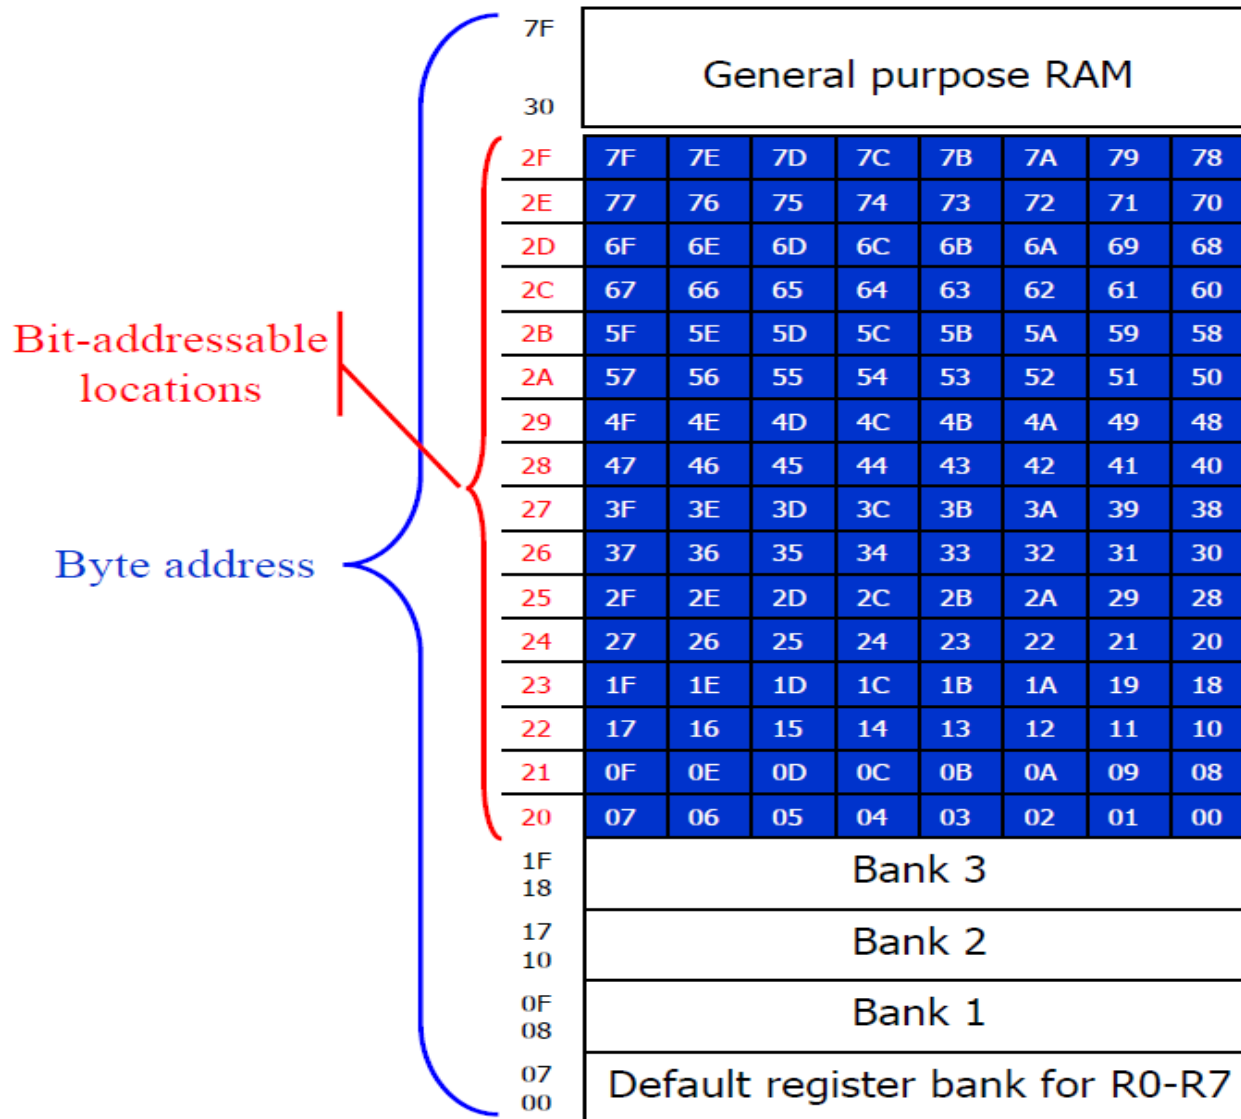 7F
General purpose RAM
30
2F 7F 7E 7D 7C 7B 7A 79 78
2E 77 76 75 74 73 72 71 70
2D 6F 6E 6D 6C 6B 6A 69 68
2C 67 66 65 64 63 62 61 60
Bit-addressable
locations
2B 5F 5E 5D 5C 5B 5A 59 58
2A 57 56 55 54 53 52 51 50
29 4F 4E 4D 4C 4B 4A 49 48
28 47 46 45 44 43 42 41 40
27 3F 3E 3D 3C 3B 3A 39 38
Byte address
26 37 36 35 34 33 32 31 30
25 2F 2E 2D 2C 2B 2A 29 28
24 27 26 25 24 23 22 21 20
23 1F 1E 1D 1C 1B 1A 19 18
22 17 16 15 14 13 12 11 10
21 0F 0E 0D 0C 0B 0A 09 08
20 07 06 05 04 03 02 01 00
1F
Bank 3
18
17
Bank 2
10
0F
Bank 1
08
07
Default register bank for R0-R7
00